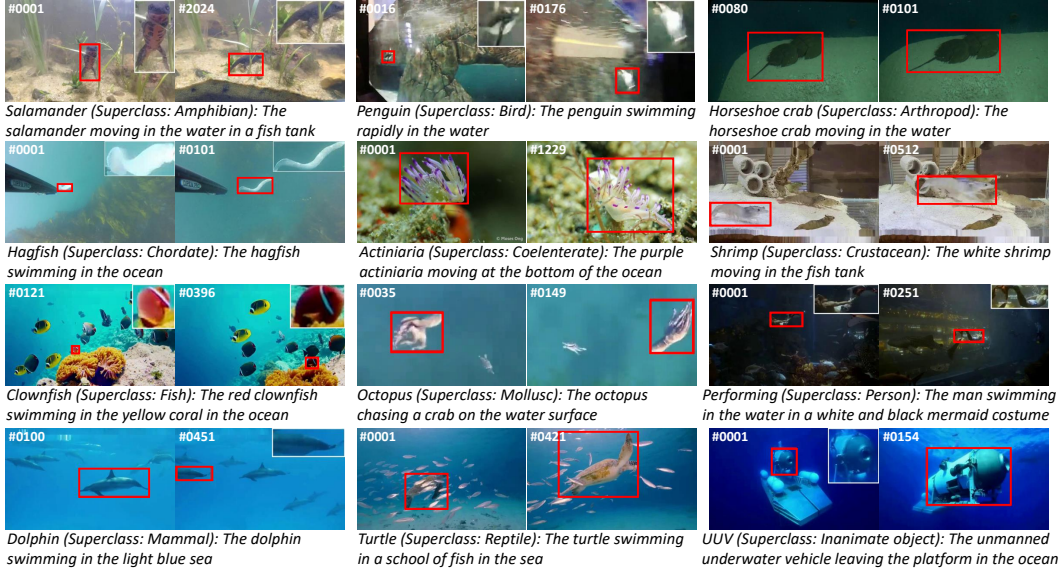 #0001 #2024
Salamander (Superclass: Amphibian): The
salamander moving in the water in a fish tank
#0016 #0176
Penguin (Superclass: Bird): The penguin swimming
rapidly in the water
#0080 #0101
Horseshoe crab (Superclass: Arthropod): The
horseshoe crab moving in the water
#0001 #0101
Hagfish (Superclass: Chordate): The hagfish
swimming in the ocean
#0001 #1229
Actiniaria (Superclass: Coelenterate): The purple
actiniaria moving at the bottom of the ocean
#0001 #0512
Shrimp (Superclass: Crustacean): The white shrimp
moving in the fish tank
#0121 #0396
Clownfish (Superclass: Fish): The red clownfish
swimming in the yellow coral in the ocean
#0035 #0149
Octopus (Superclass: Mollusc): The octopus
chasing a crab on the water surface
#0001 #0251
Performing (Superclass: Person): The man swimming
in the water in a white and black mermaid costume
#0100 #0451
Dolphin (Superclass: Mammal): The dolphin
swimming in the light blue sea
#0001 #0421
Turtle (Superclass: Reptile): The turtle swimming
in a school of fish in the sea
#0001 #0154
UUV (Superclass: Inanimate object): The unmanned
underwater vehicle leaving the platform in the ocean